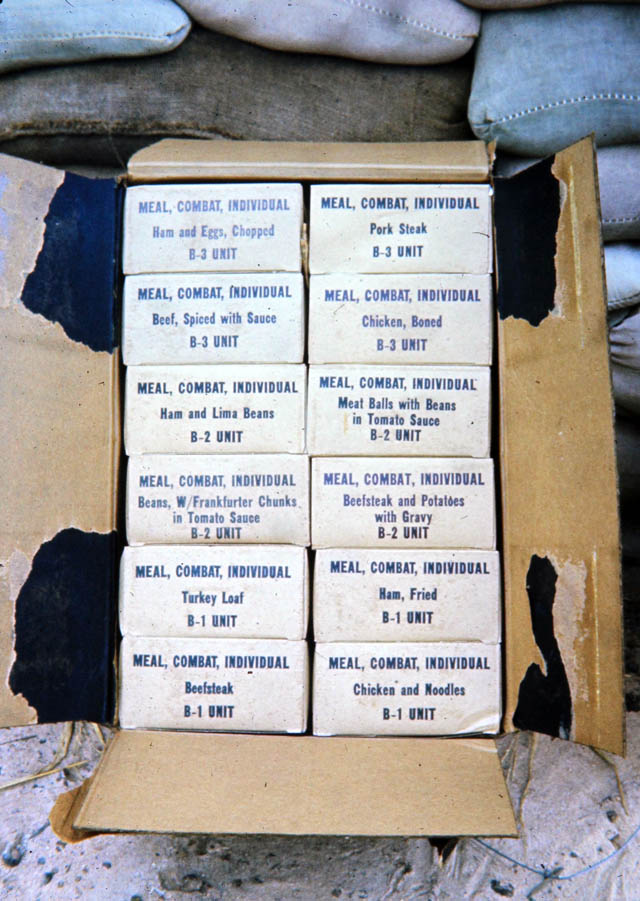 MEAL, COMBAT, INDIVIDUAL
Ham and Eggs, Chopped
B-3 UNIT
MEAL, COMBAT, INDIVIDUAL
Pork Steak
B-3 UNIT
MEAL, COMBAT, INDIVIDUAL
Beef, Spiced with Sauce
B-3 UNIT
MEAL, COMBAT, INDIVIDUAL
Chicken, Boned
B-3 UNIT
MEAL, COMBAT, INDIVIDUAL
Ham and Lima Beans
B-2 UNIT
MEAL, COMBAT, INDIVIDUAL
Meat Balls with Beans
in Tomato Sauce
B-2 UNIT
MEAL, COMBAT, INDIVIDUAL
Beans, W/Frankfurter Chunks
in Tomato Sauce
B-2 UNIT
MEAL, COMBAT, INDIVIDUAL
Beefsteak and Potatoes
with Gravy
B-2 UNIT
MEAL, COMBAT, INDIVIDUAL
Turkey Loaf
B-1 UNIT
MEAL, COMBAT, INDIVIDUAL
Ham, Fried
B-1 UNIT
MEAL, COMBAT, INDIVIDUAL
Beefsteak
B-1 UNIT
MEAL, COMBAT, INDIVIDUAL
Chicken and Noodles
B-1 UNIT